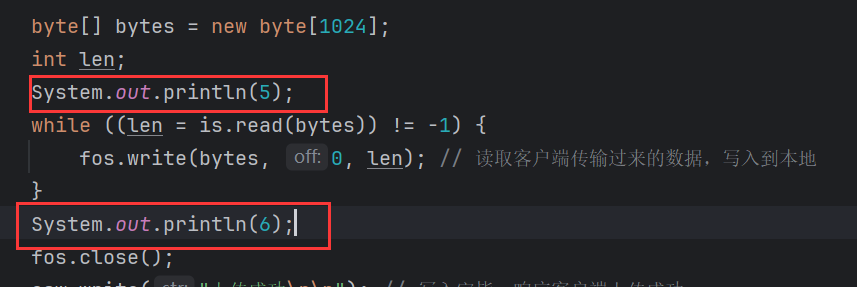 byte[] bytes = new byte[1024];
int len;
System.out.println(5);
while ((len = is.read(bytes)) != -1) {
fos.write(bytes, off: 0, len); // 读取客户端传输过来的数据，写入到本地
}
System.out.println(6);
fos.close();